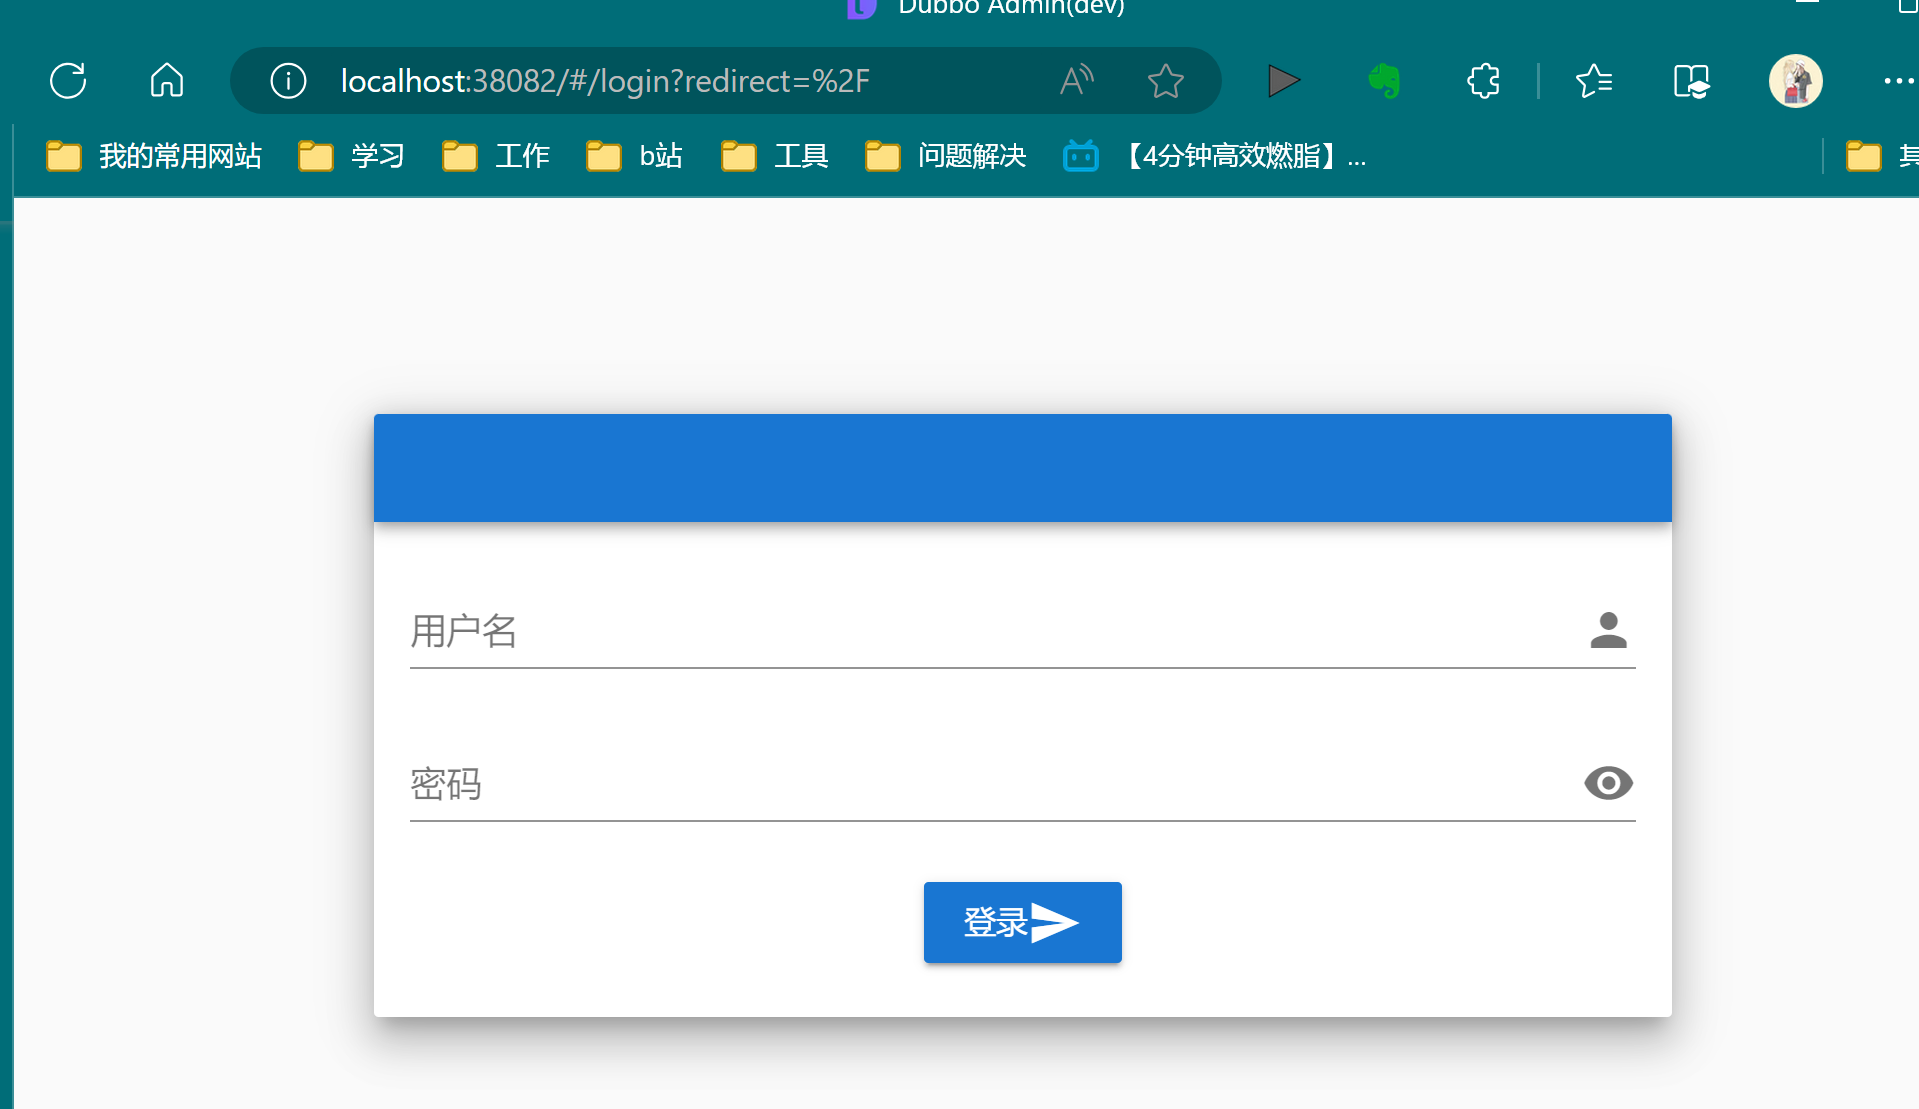 Dubbo Admin(dev)
localhost:38082/#/login?redirect=%2F
我的常用网站 学习 工作 b站 工具 问题解决 【4分钟高效燃脂】...
用户名
密码
登录